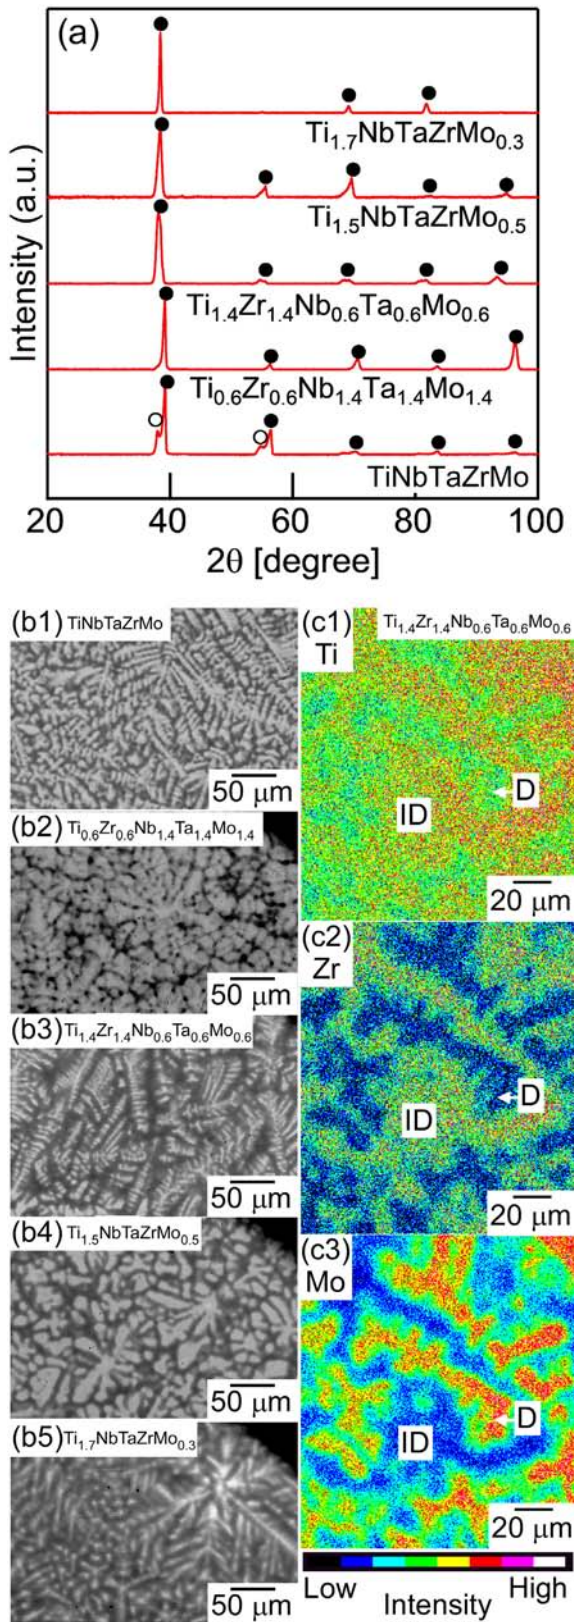 (a)
Ti1.7NbTaZrMo0.3
Ti1.5NbTaZrMo0.5
Ti1.4Zr1.4Nb0.6Ta0.6Mo0.6
Ti0.6Zr0.6Nb1.4Ta1.4Mo1.4
TiNbTaZrMo
Intensity (a.u.)
20 40 60 80 100
2θ [degree]
(b1) TiNbTaZrMo
50 μm
(b2) Ti0.6Zr0.6Nb1.4Ta1.4Mo1.4
50 μm
(b3) Ti1.4Zr1.4Nb0.6Ta0.6Mo0.6
50 μm
(b4) Ti1.5NbTaZrMo0.5
50 μm
(b5) Ti1.7NbTaZrMo0.3
50 μm
(c1) Ti1.4Zr1.4Nb0.6Ta0.6Mo0.6
Ti
D
ID
20 μm
(c2)
Zr
D
ID
20 μm
(c3)
Mo
D
ID
20 μm
Low Intensity High